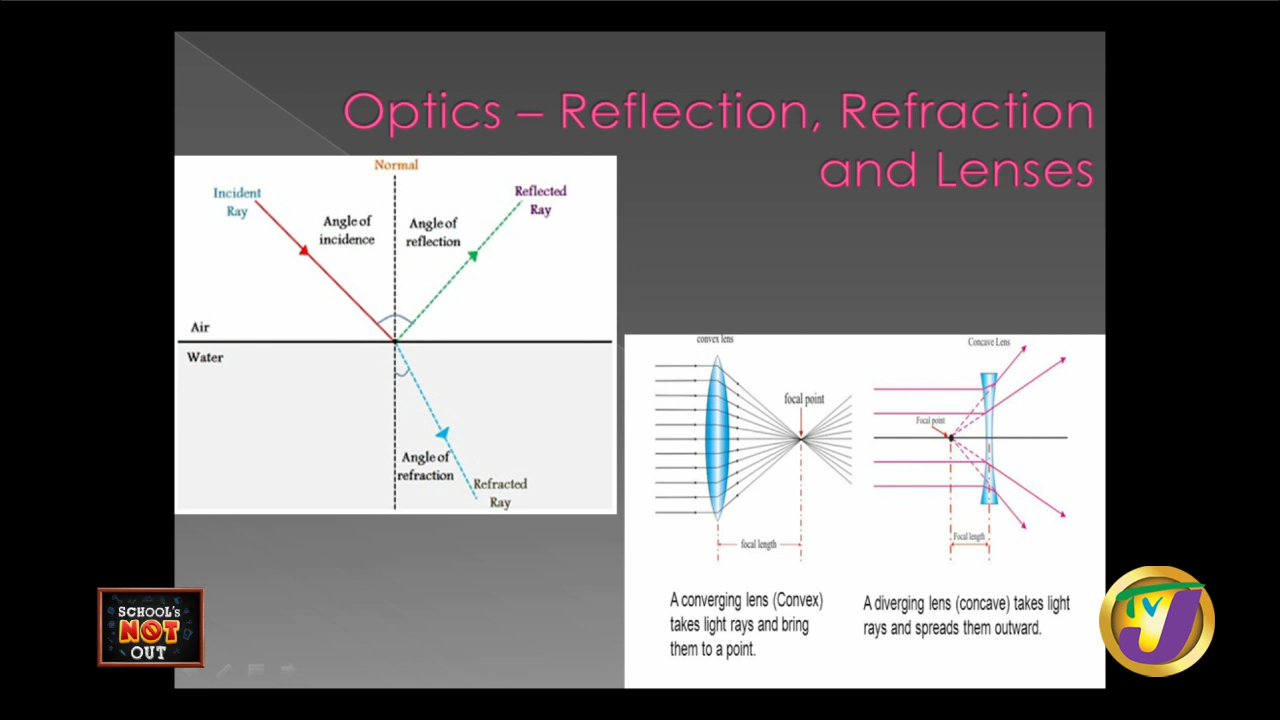 Optics – Reflection, Refraction
and Lenses
Normal
Incident
Ray
Reflected
Ray
Angle of
incidence
Angle of
reflection
Air
Water
Angle of
refraction
Refracted
Ray
convex lens
focal point
focal length
Concave Lens
Focal point
Focal length
A converging lens (Convex)
takes light rays and bring
them to a point.
A diverging lens (concave) takes light
rays and spreads them outward.
SCHOOL'S
NOT
OUT
TVJ